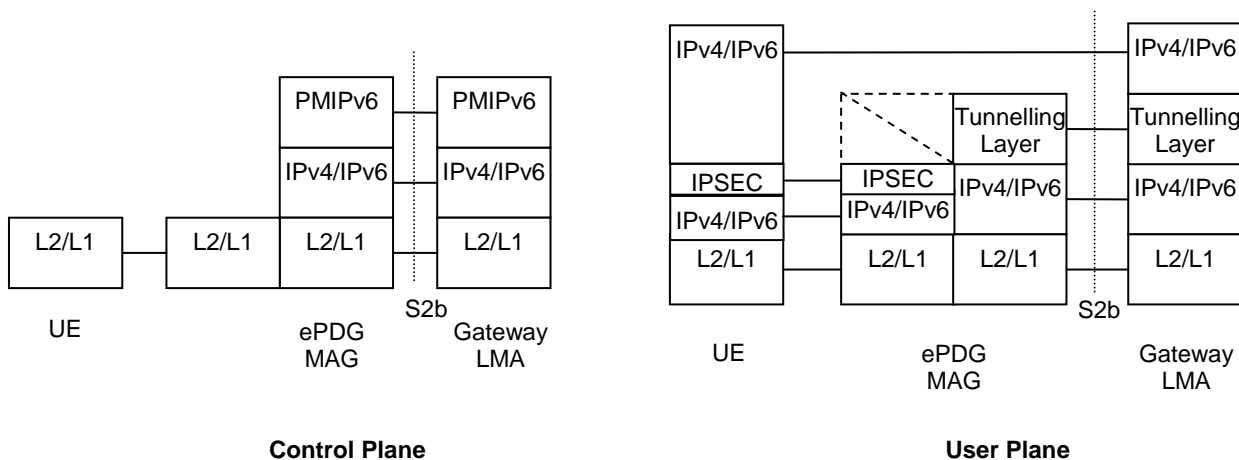 PMIPv6 PMIPv6
IPv4/IPv6 IPv4/IPv6
L2/L1 L2/L1 L2/L1 L2/L1
S2b
UE ePDG Gateway
MAG LMA
Control Plane
IPv4/IPv6 IPv4/IPv6
Tunnelling Tunnelling
Layer Layer
IPSEC IPSEC
IPv4/IPv6 IPv4/IPv6
IPv4/IPv6 IPv4/IPv6
L2/L1 L2/L1 L2/L1 L2/L1
S2b
UE ePDG Gateway
MAG LMA
User Plane